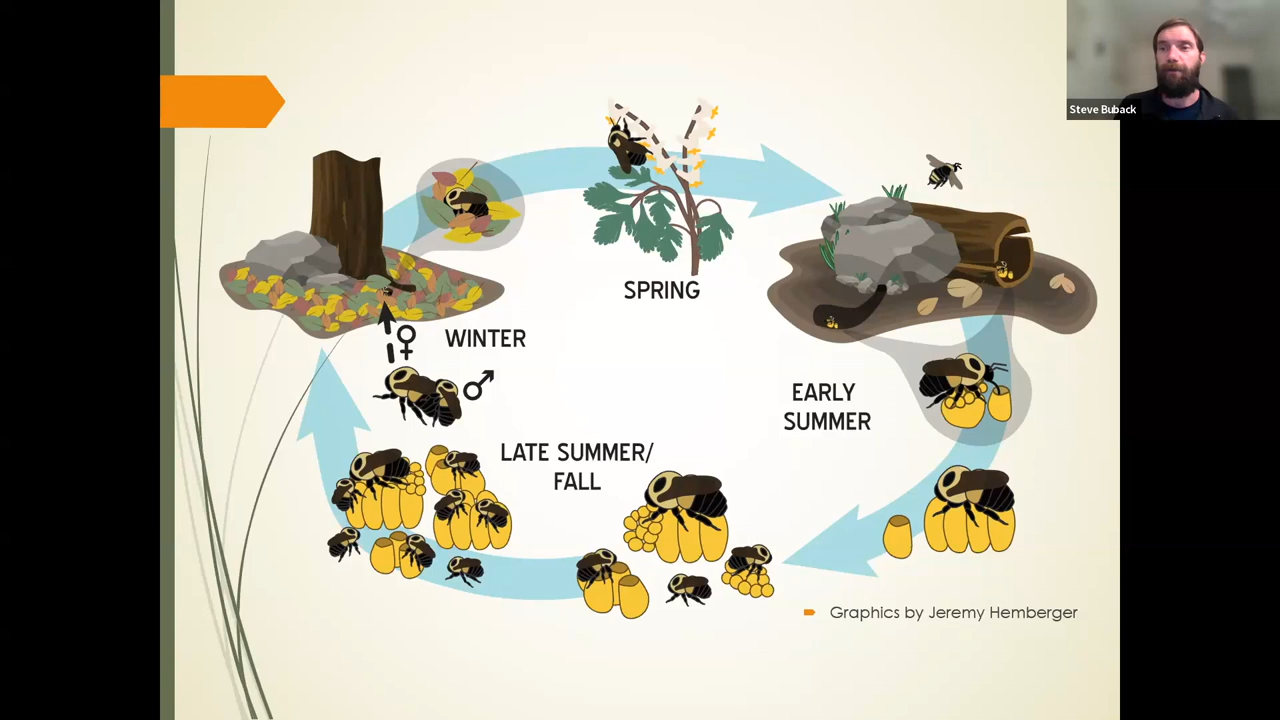 Steve Buback
SPRING
WINTER
EARLY
SUMMER
LATE SUMMER/
FALL
Graphics by Jeremy Hemberger